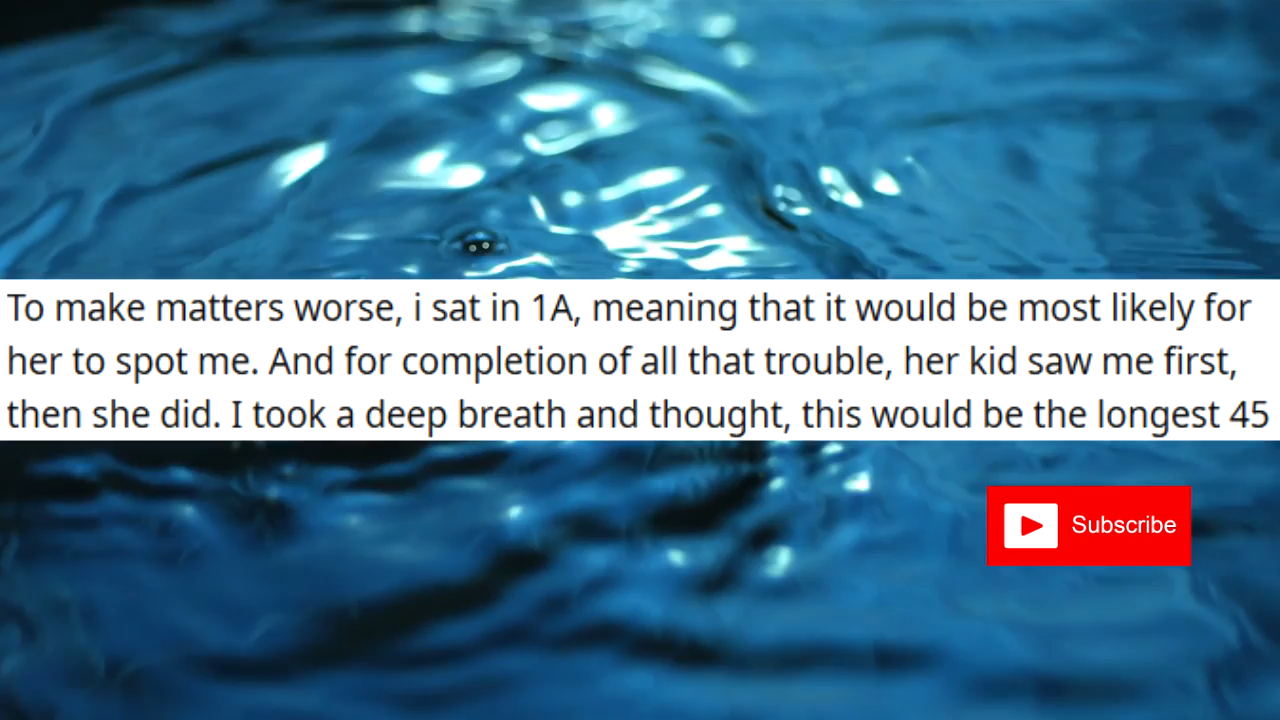 To make matters worse, i sat in 1A, meaning that it would be most likely for
her to spot me. And for completion of all that trouble, her kid saw me first,
then she did. I took a deep breath and thought, this would be the longest 45
Subscribe